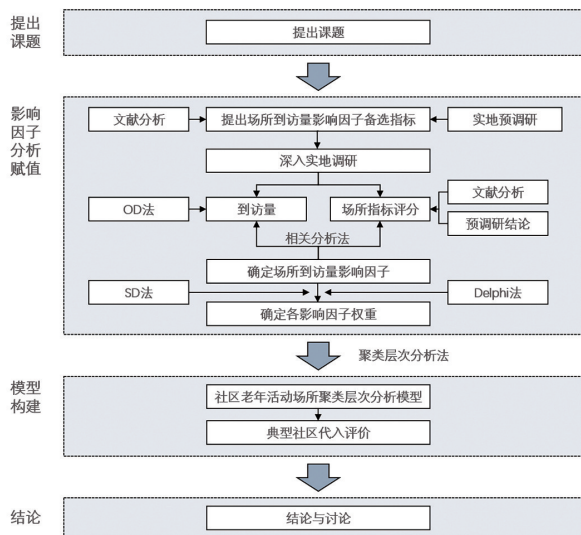 提出
课题
提出课题
影响
因子
分析
赋值
文献分析
提出场所到访量影响因子备选指标
实地预调研
深入实地调研
OD法
到访量
场所指标评分
文献分析
预调研结论
相关分析法
确定场所到访量影响因子
SD法
Delphi法
确定各影响因子权重
聚类层次分析法
模型
构建
社区老年活动场所聚类层次分析模型
典型社区代入评价
结论
结论与讨论